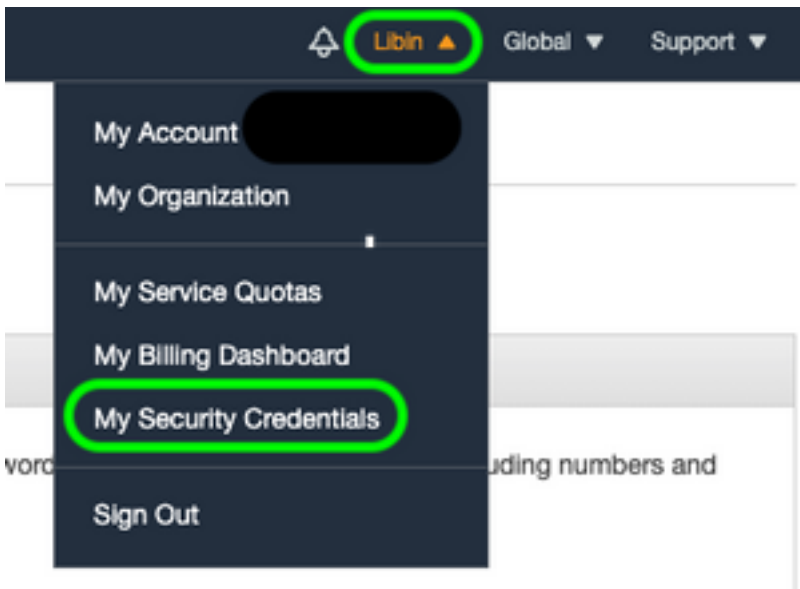 Libin ▲ Global ▼ Support ▼
My Account
My Organization
My Service Quotas
My Billing Dashboard
My Security Credentials
uding numbers and
Sign Out